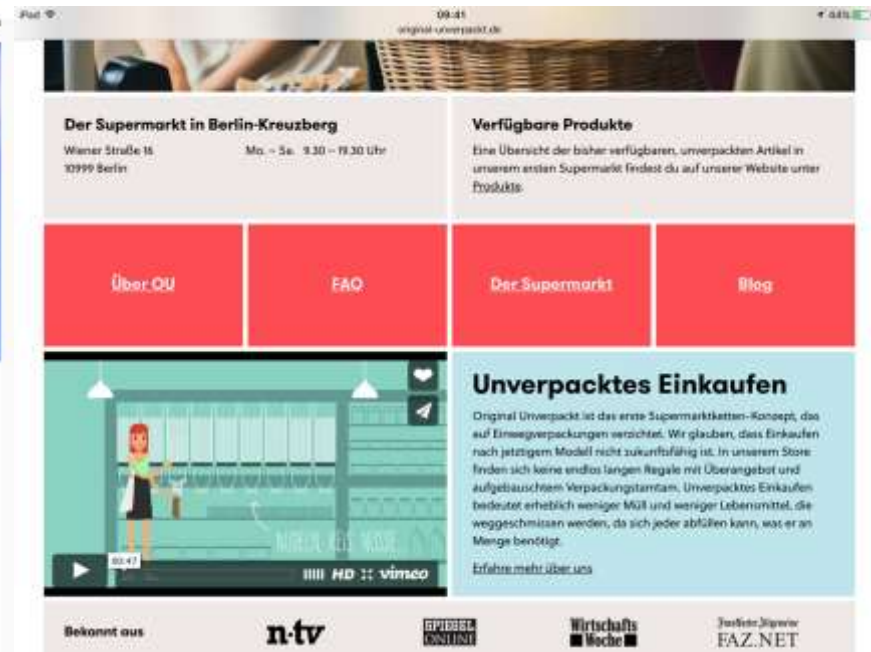 iPad
09:41
44%
original-unverpackt.de
Der Supermarkt in Berlin-Kreuzberg
Wiener Straße 16
10999 Berlin
Mo. – Sa. 9.30 – 19.30 Uhr
Verfügbare Produkte
Eine Übersicht der bisher verfügbaren, unverpackten Artikel in
unserem ersten Supermarkt findest du auf unserer Website unter
Produkte.
Über OU
FAQ
Der Supermarkt
Blog
00:47
HD
vimeo
Unverpacktes Einkaufen
Original Unverpackt ist das erste Supermarktketten-Konzept, das
auf Einwegverpackungen verzichtet. Wir glauben, dass Einkaufen
nach jetztigem Modell nicht zukunftsfähig ist. In unserem Store
finden sich keine endlos langen Regale mit Überangebot und
aufgebauschtem Verpackungstamtam. Unverpacktes Einkaufen
bedeutet erheblich weniger Müll und weniger Lebensmittel, die
weggeschmissen werden, da sich jeder abfüllen kann, was er an
Menge benötigt.
Erfahre mehr über uns
Bekannt aus
n-tv
SPIEGEL
ONLINE
Wirtschafts
Woche
Frankfurter Allgemeine
FAZ.NET